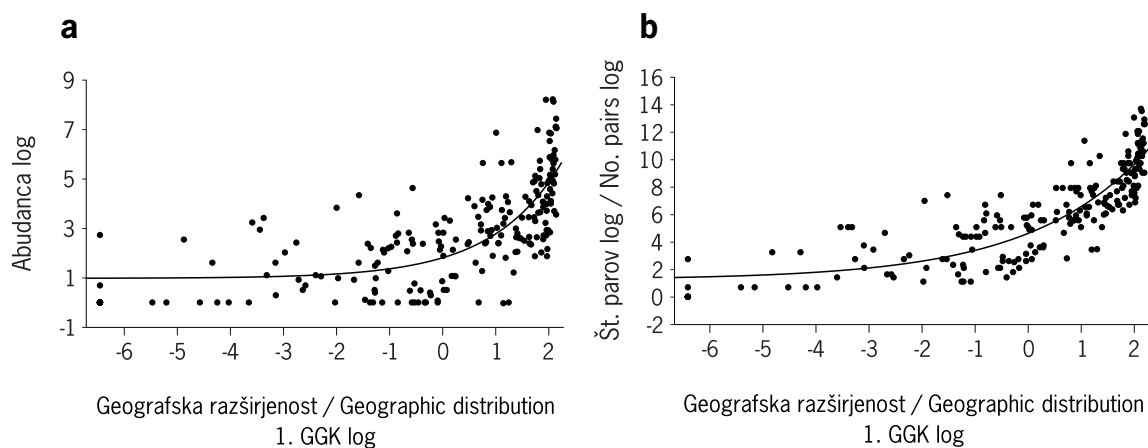 a
Abudanca log
9
7
5
3
1
-1
-6 -5 -4 -3 -2 -1 0 1 2
Geografska razširjenost / Geographic distribution
1. GGK log
b
Št. parov log / No. pairs log
16
14
12
10
8
6
4
2
0
-2
-6 -5 -4 -3 -2 -1 0 1 2
Geografska razširjenost / Geographic distribution
1. GGK log